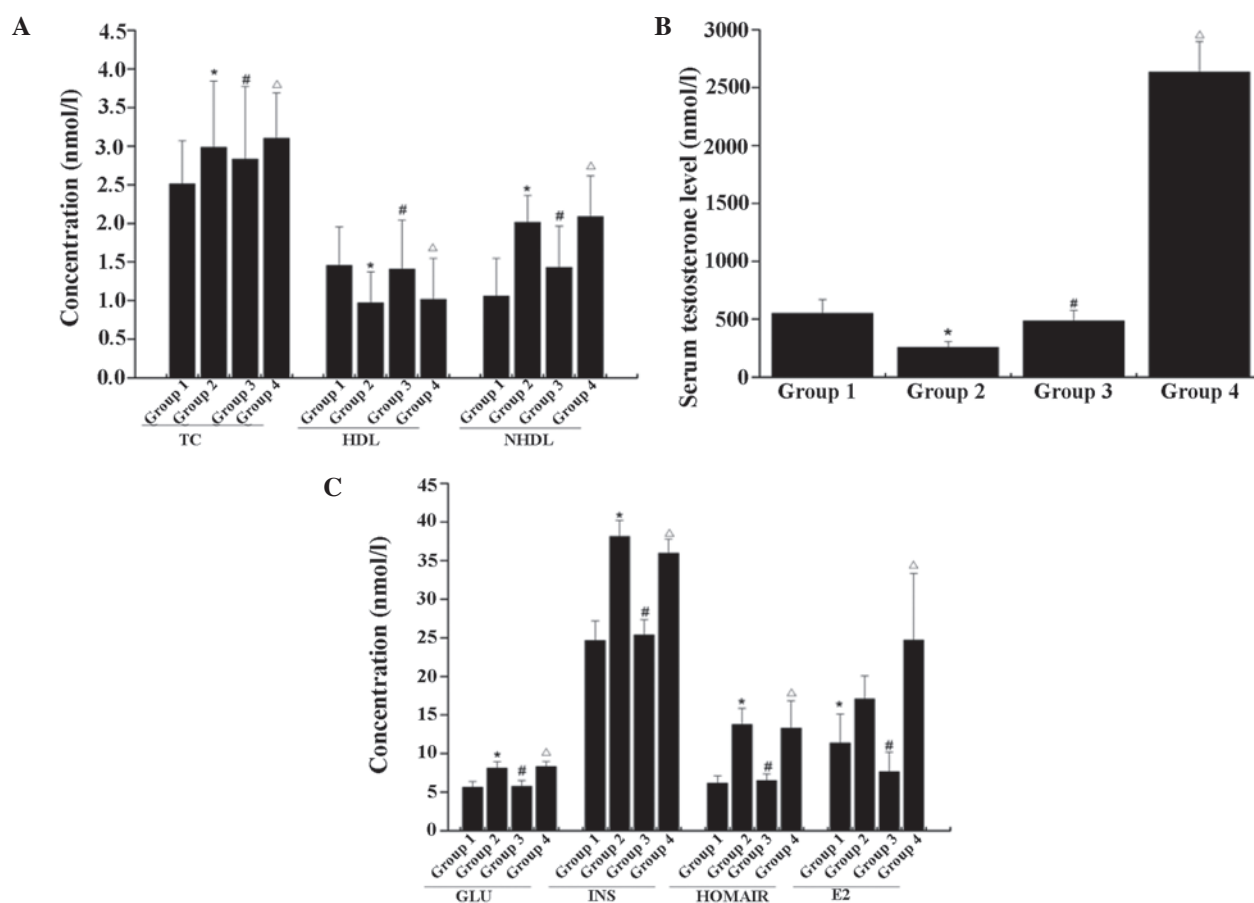 A
Concentration (nmol/l)
4.5
4.0
3.5
3.0
2.5
2.0
1.5
1.0
0.5
0.0
* # △
* # △
* # △
Group 1 Group 2 Group 3 Group 4 Group 1 Group 2 Group 3 Group 4 Group 1 Group 2 Group 3 Group 4
TC HDL NHDL
B
Serum testosterone level (nmol/l)
3000
2500
2000
1500
1000
500
0
* # △
Group 1 Group 2 Group 3 Group 4
C
Concentration (nmol/l)
45
40
35
30
25
20
15
10
5
0
* # △
* # △
* # △
* # △
Group 1 Group 2 Group 3 Group 4 Group 1 Group 2 Group 3 Group 4 Group 1 Group 2 Group 3 Group 4 Group 1 Group 2 Group 3 Group 4
GLU INS HOMAIR E2